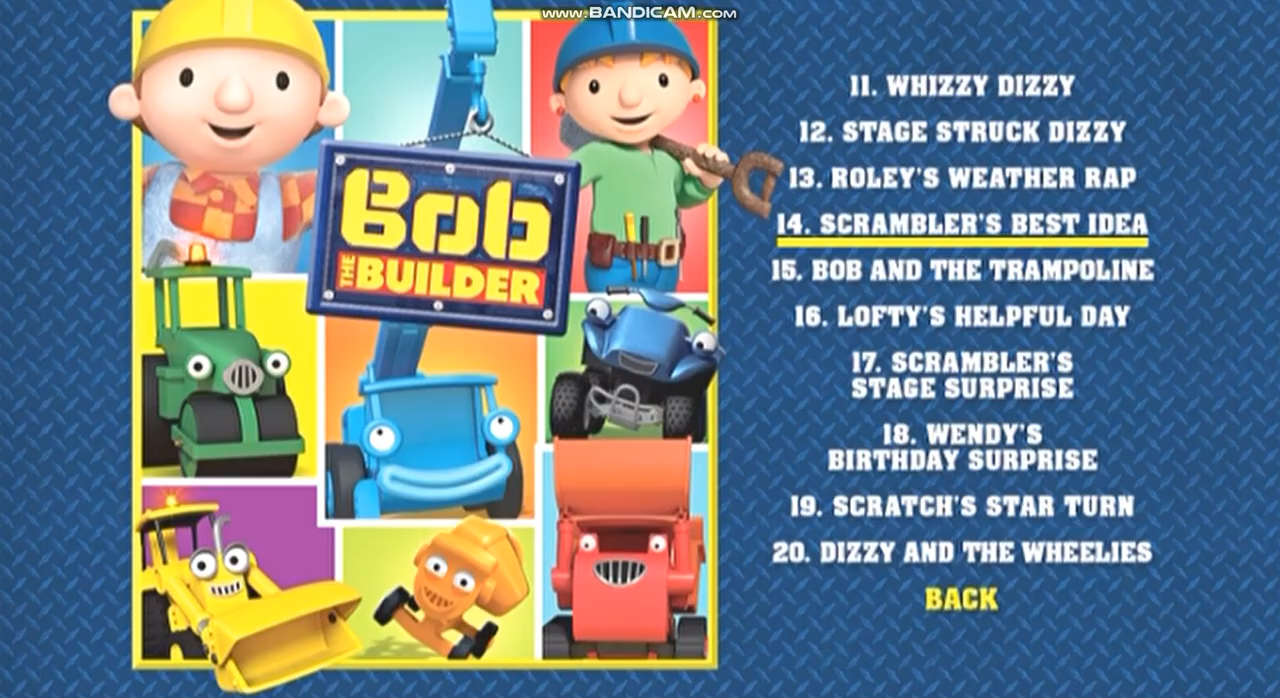 www.BANDICAM.com
Bob
THE BUILDER
11. WHIZZY DIZZY
12. STAGE STRUCK DIZZY
13. ROLEY'S WEATHER RAP
14. SCRAMBLER'S BEST IDEA
15. BOB AND THE TRAMPOLINE
16. LOFTY'S HELPFUL DAY
17. SCRAMBLER'S
STAGE SURPRISE
18. WENDY'S
BIRTHDAY SURPRISE
19. SCRATCH'S STAR TURN
20. DIZZY AND THE WHEELIES
BACK